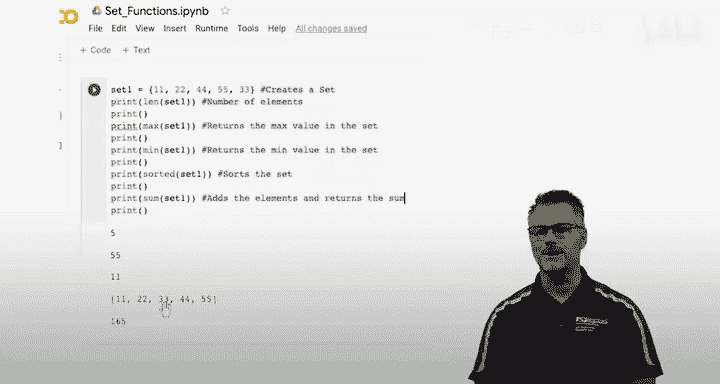 Set_Functions.ipynb
File Edit View Insert Runtime Tools Help All changes saved
+ Code + Text
set1 = {11, 22, 44, 55, 33} #Creates a Set
print(len(set1)) #Number of elements
print()
print(max(set1)) #Returns the max value in the set
print()
print(min(set1)) #Returns the min value in the set
print()
print(sorted(set1)) #Sorts the set
print()
print(sum(set1)) #Adds the elements and returns the sum
print()
5
55
11
[11, 22, 33, 44, 55]
165